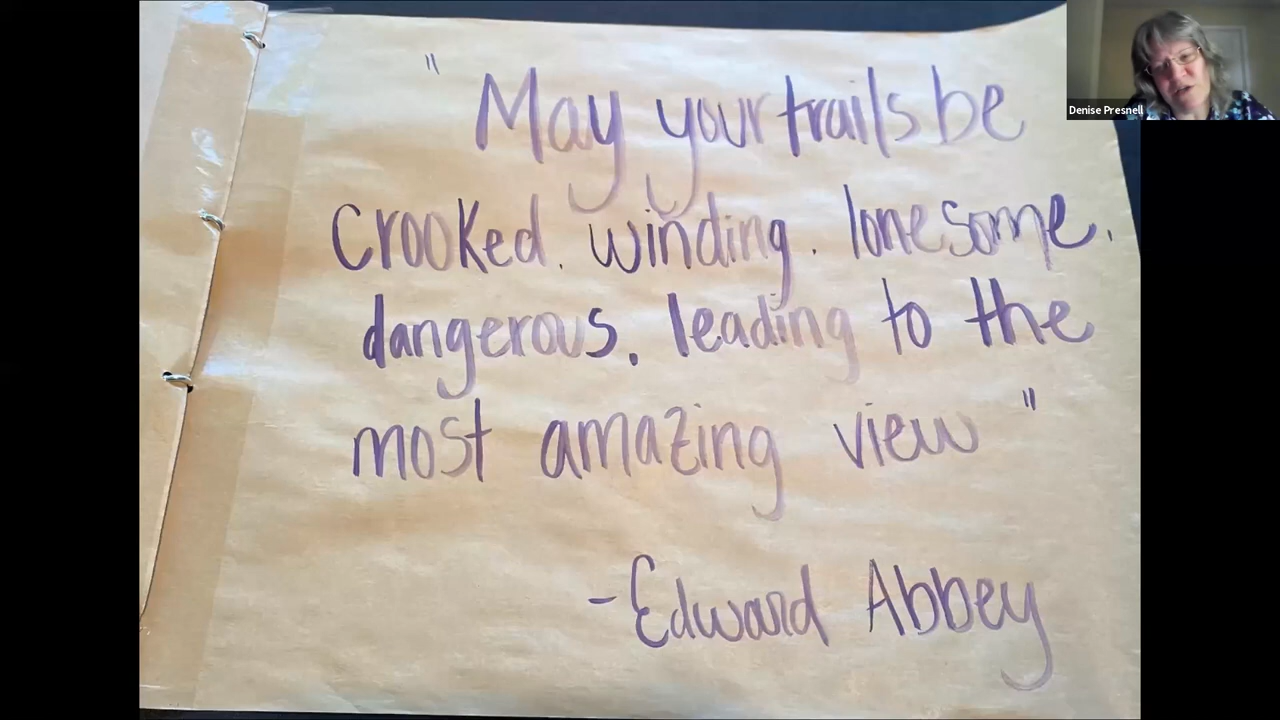 "May your trails be
crooked. winding. lonesome.
dangerous. leading to the
most amazing view"
-Edward Abbey
Denise Presnell